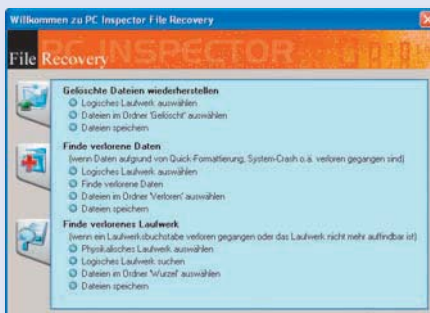 Willkommen zu PC Inspector File Recovery
PC INSPECTOR
File Recovery
Gelöschte Dateien wiederherstellen
Logisches Laufwerk auswählen
Dateien im Ordner 'Gelöscht' auswählen
Dateien speichern
Finde verlorene Daten
(wenn Daten aufgrund von Quick-Formattierung, System-Crash o.ä. verloren gegangen sind)
Logisches Laufwerk auswählen
Finde verlorene Daten
Dateien im Ordner 'Verloren' auswählen
Dateien speichern
Finde verlorenes Laufwerk
(wenn ein Laufwerksbuchstabe verloren gegangen oder das Laufwerk nicht mehr auffindbar ist)
Physikalisches Laufwerk auswählen
Logisches Laufwerk suchen
Dateien im Ordner 'Wurzel' auswählen
Dateien speichern